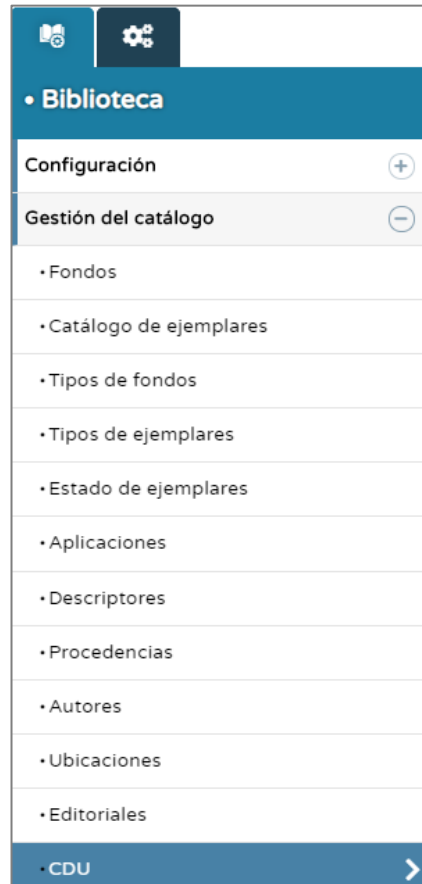 • Biblioteca
Configuración
Gestión del catálogo
• Fondos
• Catálogo de ejemplares
• Tipos de fondos
• Tipos de ejemplares
• Estado de ejemplares
• Aplicaciones
• Descriptores
• Procedencias
• Autores
• Ubicaciones
• Editoriales
• CDU